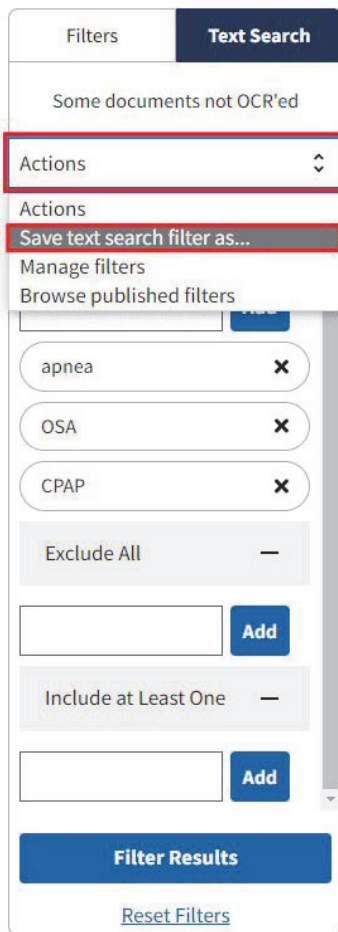 Filters Text Search
Some documents not OCR'ed
Actions
Actions
Save text search filter as...
Manage filters
Browse published filters
Add
apnea
OSA
CPAP
Exclude All
Add
Include at Least One
Add
Filter Results
Reset Filters